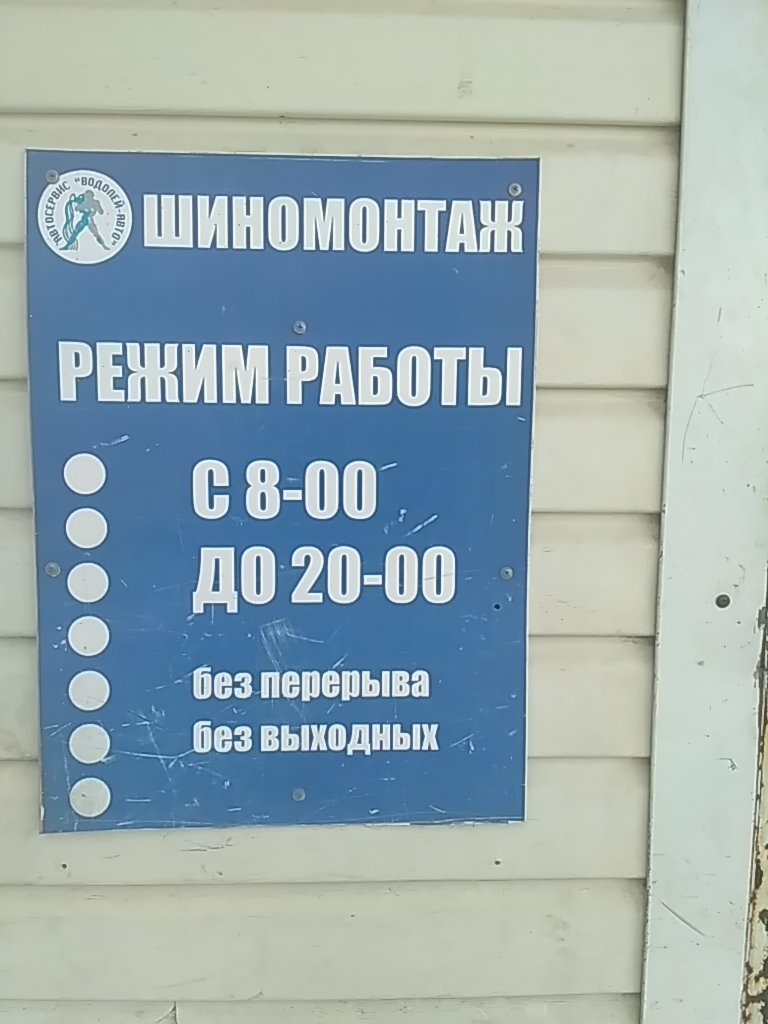 АВТОСЕРВИС "ВОДОЛЕЙ-АВТО"
ШИНОМОНТАЖ
РЕЖИМ РАБОТЫ
С 8-00
ДО 20-00
без перерыва
без выходных